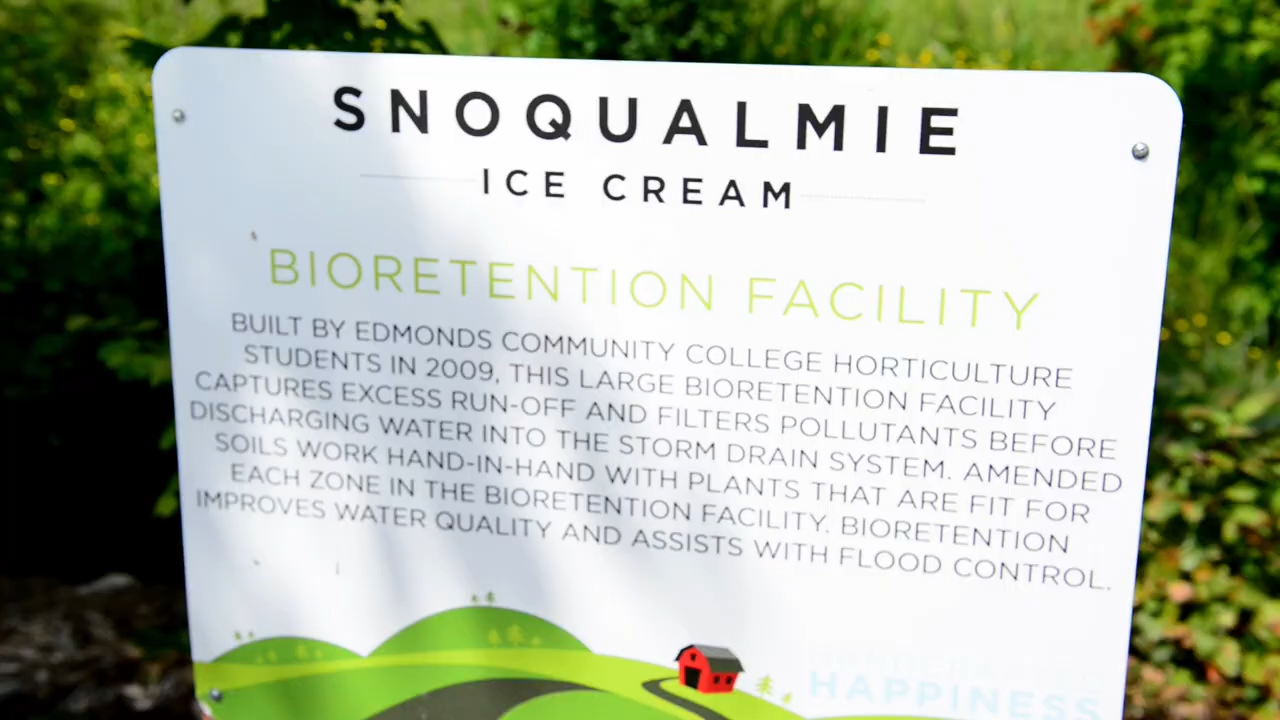 SNOQUALMIE
ICE CREAM
BIORETENTION FACILITY
BUILT BY EDMONDS COMMUNITY COLLEGE HORTICULTURE
STUDENTS IN 2009, THIS LARGE BIORETENTION FACILITY
CAPTURES EXCESS RUN-OFF AND FILTERS POLLUTANTS BEFORE
DISCHARGING WATER INTO THE STORM DRAIN SYSTEM. AMENDED
SOILS WORK HAND-IN-HAND WITH PLANTS THAT ARE FIT FOR
EACH ZONE IN THE BIORETENTION FACILITY. BIORETENTION
IMPROVES WATER QUALITY AND ASSISTS WITH FLOOD CONTROL.
HAPPINESS